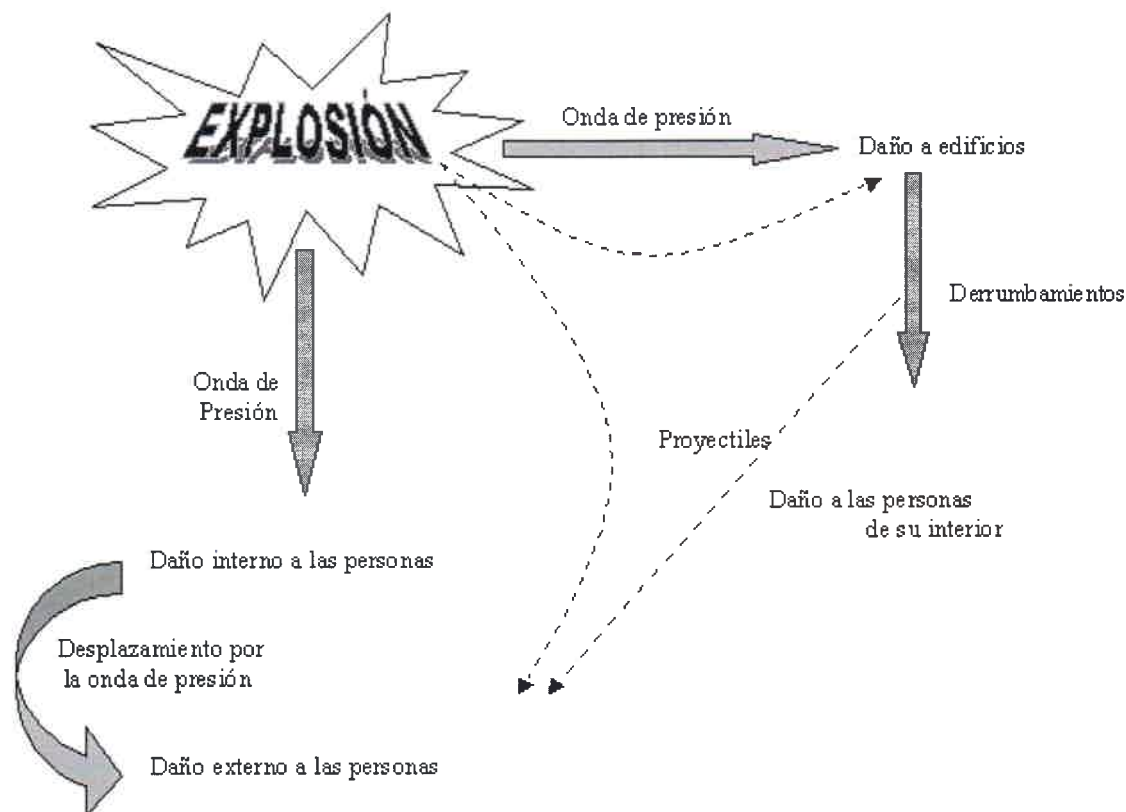 EXPLOSIÓN
Onda de presión
Daño a edificios
Derrumbamientos
Onda de
Presión
Proyectiles
Daño a las personas
de su interior
Daño interno a las personas
Desplazamiento por
la onda de presión
Daño externo a las personas